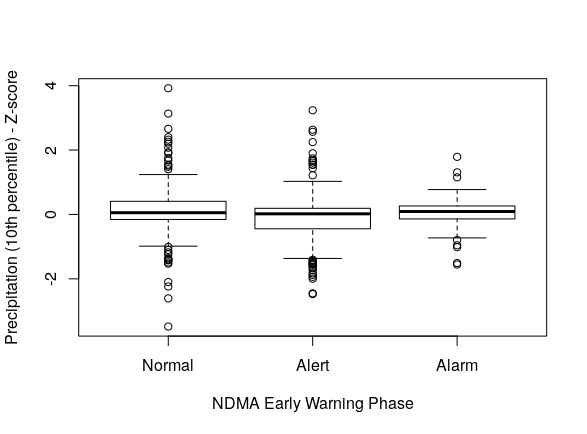 Precipitation (10th percentile) - Z-score
4
2
0
-2
Normal Alert Alarm
NDMA Early Warning Phase